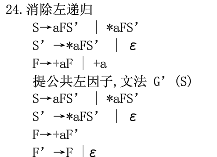 24.消除左递归
S→aFS’ | *aFS’
S’ →*aFS’ | ε
F→+aF | +a
提公共左因子,文法 G’ (S)
S→aFS’ | *aFS’
S’ →*aFS’ | ε
F→+aF’
F’ →F |ε